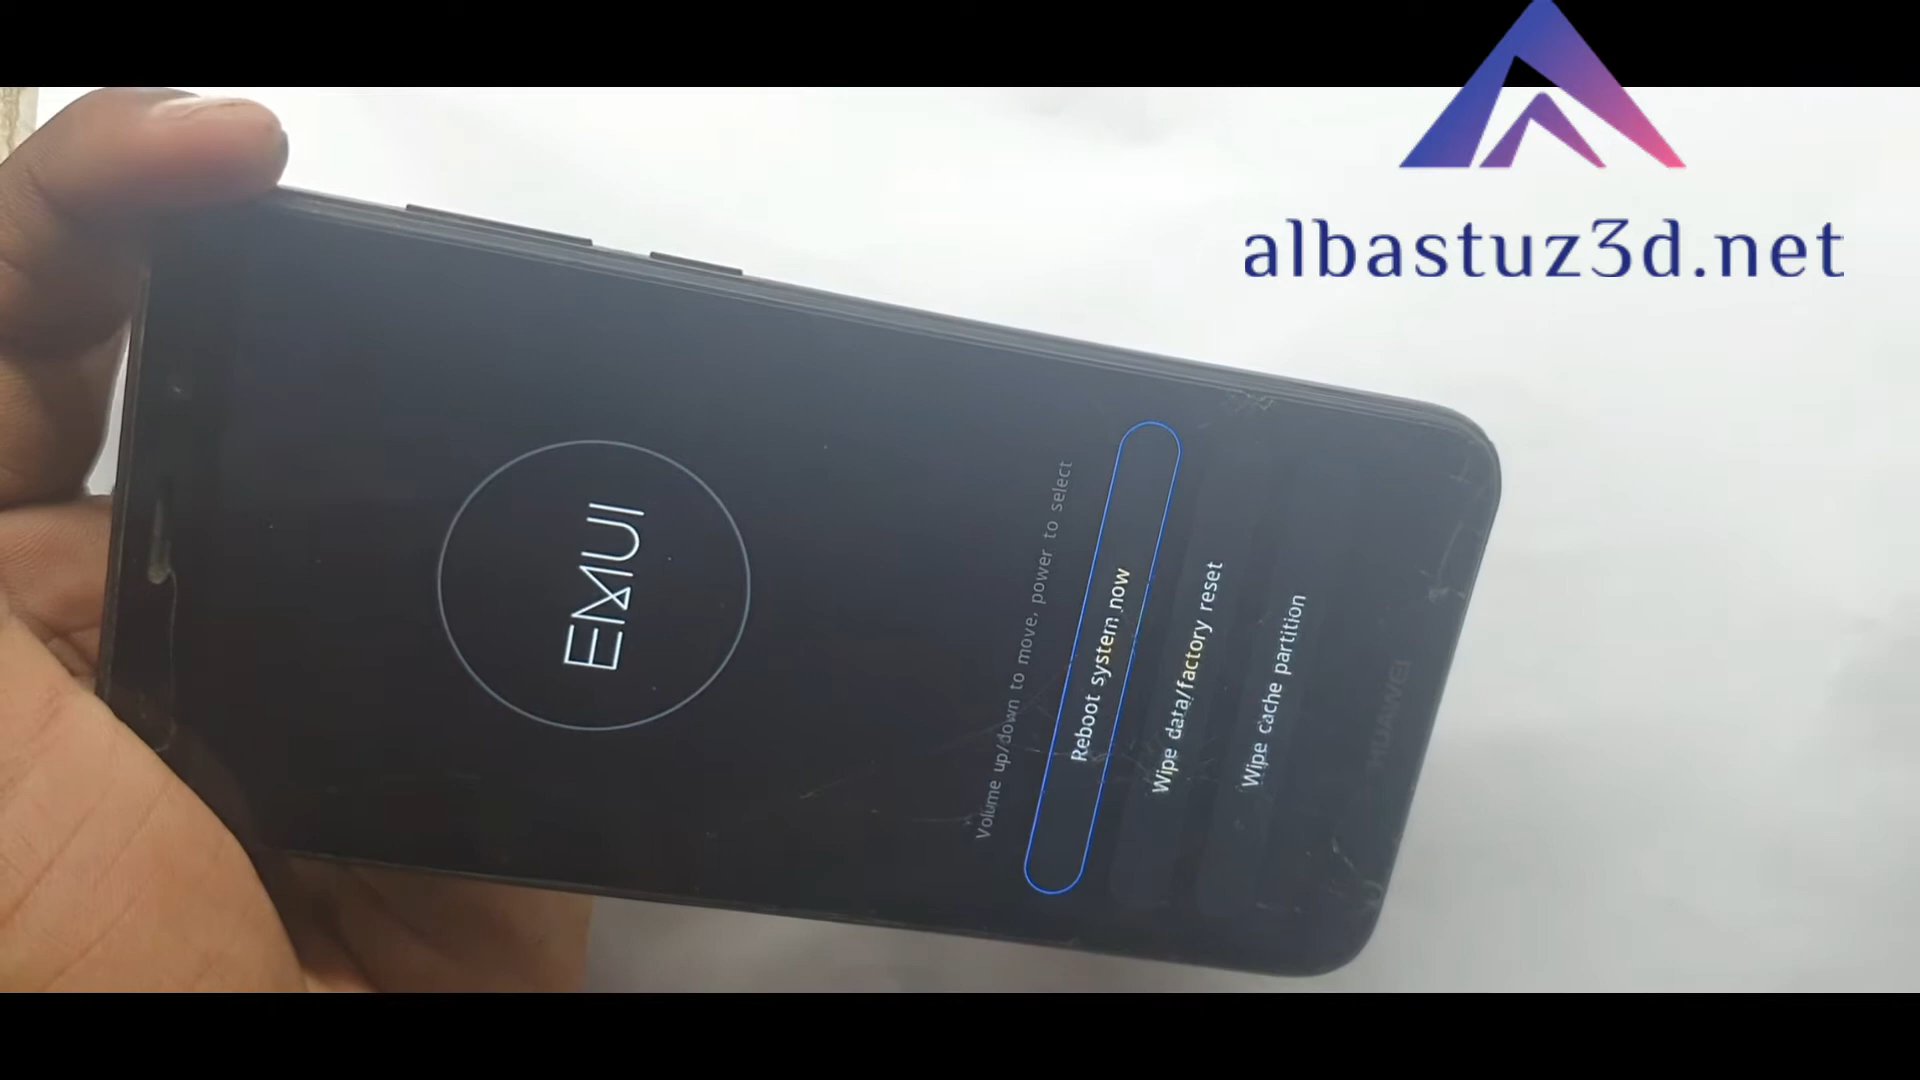 albastuz3d.net
EMUI
Volume up/down to move, power to select
Reboot system now
Wipe data/factory reset
Wipe cache partition
HUAWEI